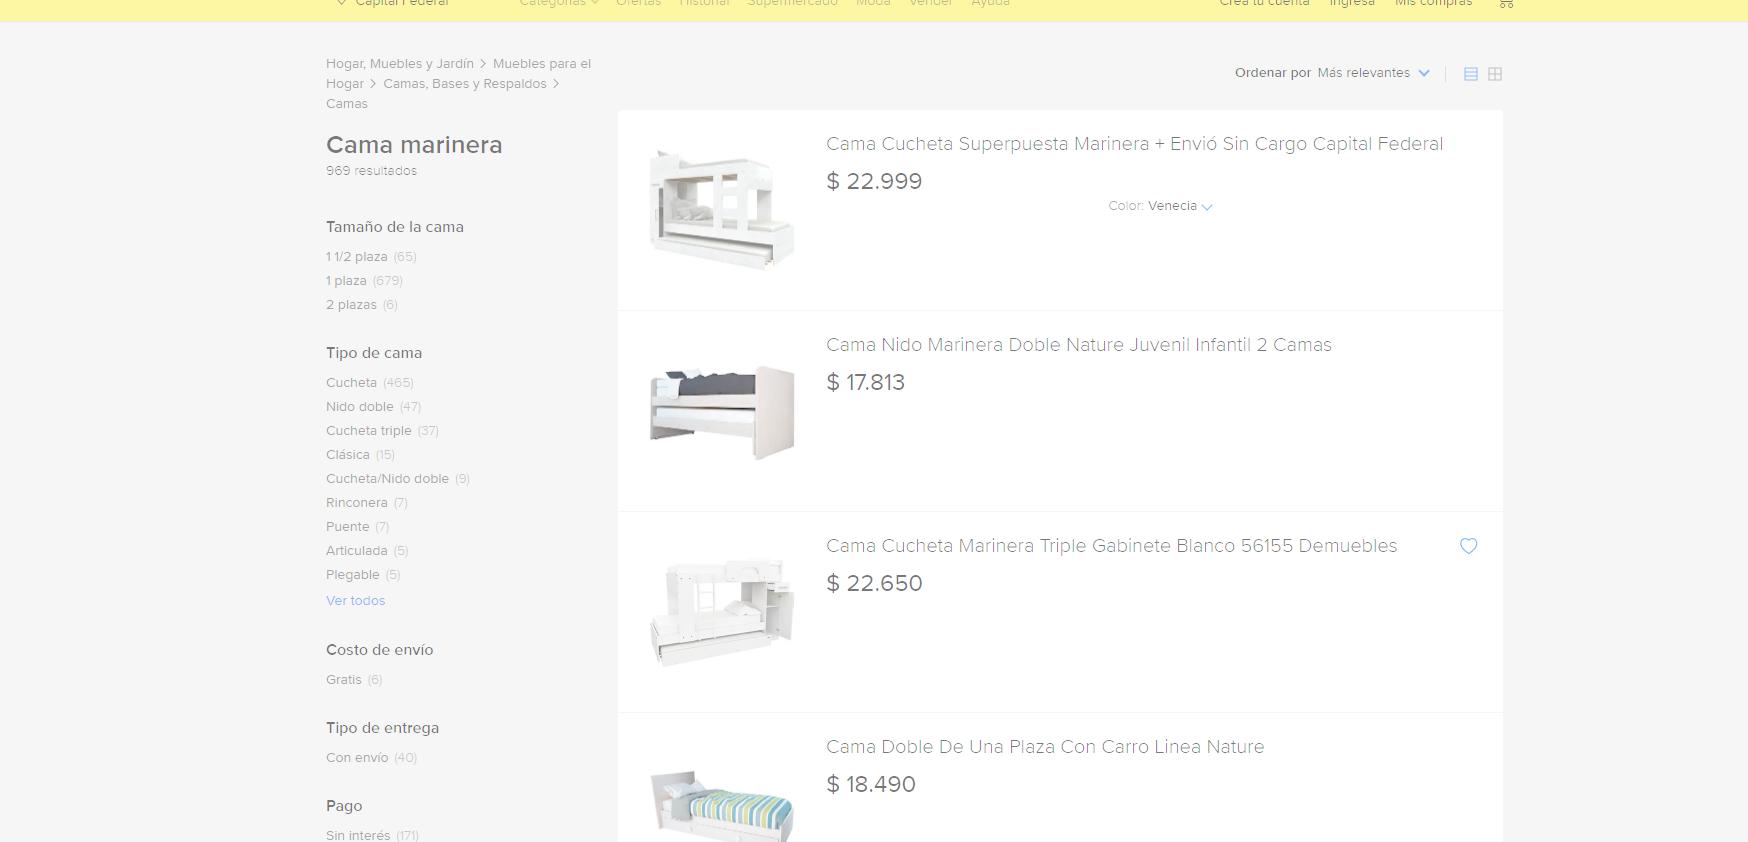 Capital Federal
Categorías Ofertas Historial Supermercado Moda Vender Ayuda
Creá tu cuenta Ingresá Mis compras
Hogar, Muebles y Jardín > Muebles para el
Hogar > Camas, Bases y Respaldos >
Camas
Cama marinera
969 resultados
Tamaño de la cama
1 1/2 plaza (65)
1 plaza (679)
2 plazas (6)
Tipo de cama
Cucheta (465)
Nido doble (47)
Cucheta triple (37)
Clásica (15)
Cucheta/Nido doble (9)
Rinconera (7)
Puente (7)
Articulada (5)
Plegable (5)
Ver todos
Costo de envío
Gratis (6)
Tipo de entrega
Con envío (40)
Pago
Sin interés (171)
Ordenar por Más relevantes
Cama Cucheta Superpuesta Marinera + Envió Sin Cargo Capital Federal
$ 22.999
Color: Venecia
Cama Nido Marinera Doble Nature Juvenil Infantil 2 Camas
$ 17.813
Cama Cucheta Marinera Triple Gabinete Blanco 56155 Demuebles
$ 22.650
Cama Doble De Una Plaza Con Carro Linea Nature
$ 18.490